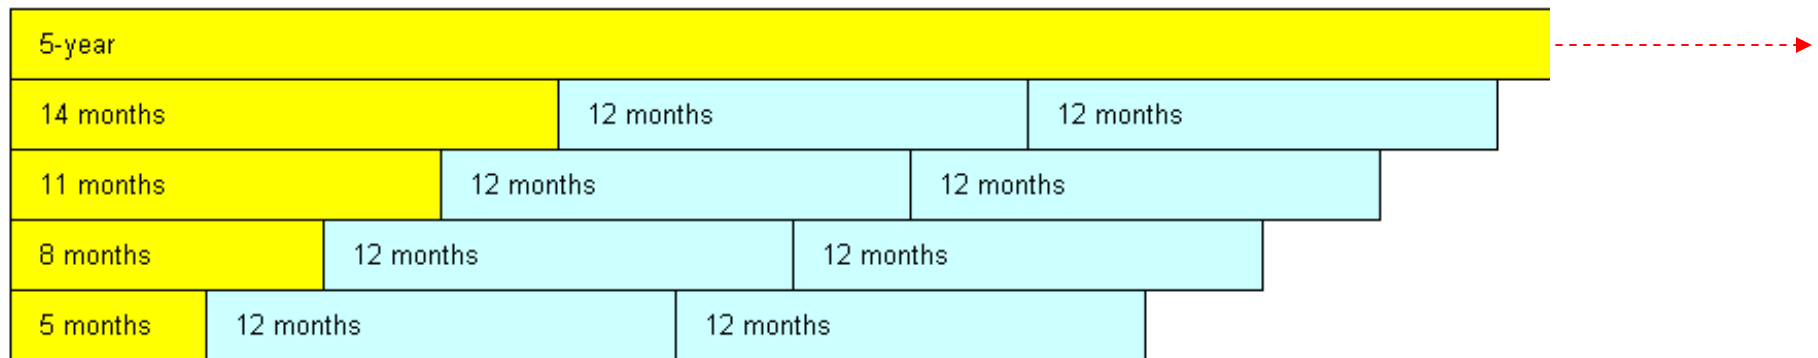 5-year
14 months 12 months 12 months
11 months 12 months 12 months
8 months 12 months 12 months
5 months 12 months 12 months